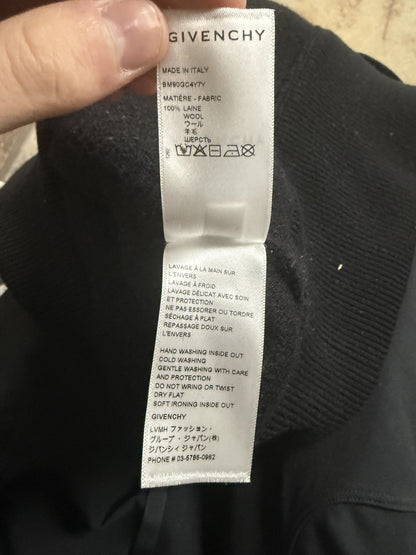 GIVENCHY
MADE IN ITALY
BM90GC4Y7Y
MATIÈRE - FABRIC
100% LAINE
WOOL
ウール
羊毛
ШЕРСТЬ
LAVAGE À LA MAIN SUR
L'ENVERS
LAVAGE À FROID
LAVAGE DÉLICAT AVEC SOIN
ET PROTECTION
NE PAS ESSORER OU TORDRE
SÉCHAGE À PLAT
REPASSAGE DOUX SUR
L'ENVERS
HAND WASHING INSIDE OUT
COLD WASHING
GENTLE WASHING WITH CARE
AND PROTECTION
DO NOT WRING OR TWIST
DRY FLAT
SOFT IRONING INSIDE OUT
GIVENCHY
LVMH ファッション・
グループ・ジャパン(株)
ジバンシィ ジャパン
PHONE # 03-5786-0962